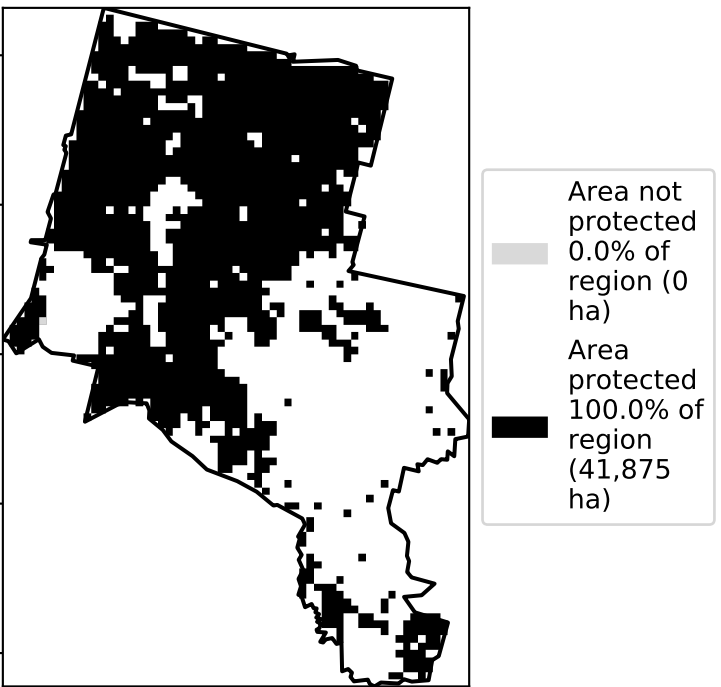 Area not
protected
0.0% of
region (0
ha)
Area
protected
100.0% of
region
(41,875
ha)